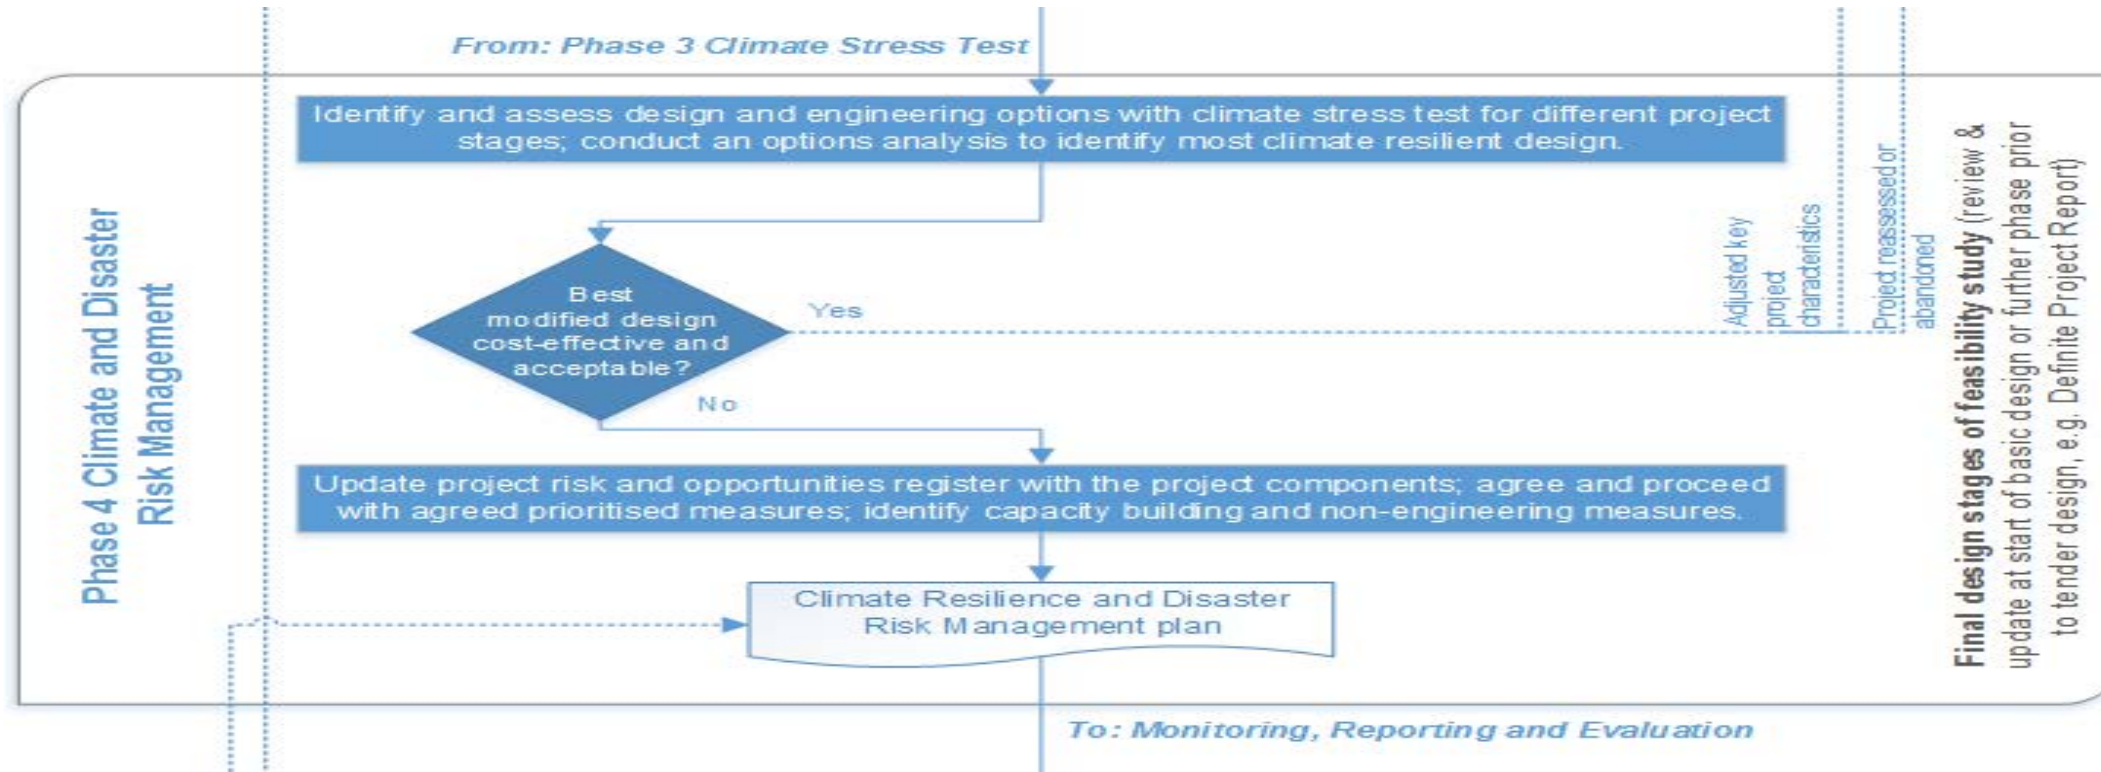 From: Phase 3 Climate Stress Test
Identify and assess design and engineering options with climate stress test for different project
stages; conduct an options analysis to identify most climate resilient design.
Phase 4 Climate and Disaster
Risk Management
Best
modified design
cost-effective and
acceptable?
Yes
No
Adjusted key
project
characteristics
Project reassessed or
abandoned
Final design stages of feasibility study (review &
update at start of basic design or further phase prior
to tender design, e.g. Definite Project Report)
Update project risk and opportunities register with the project components; agree and proceed
with agreed prioritised measures; identify capacity building and non-engineering measures.
Climate Resilience and Disaster
Risk Management plan
To: Monitoring, Reporting and Evaluation